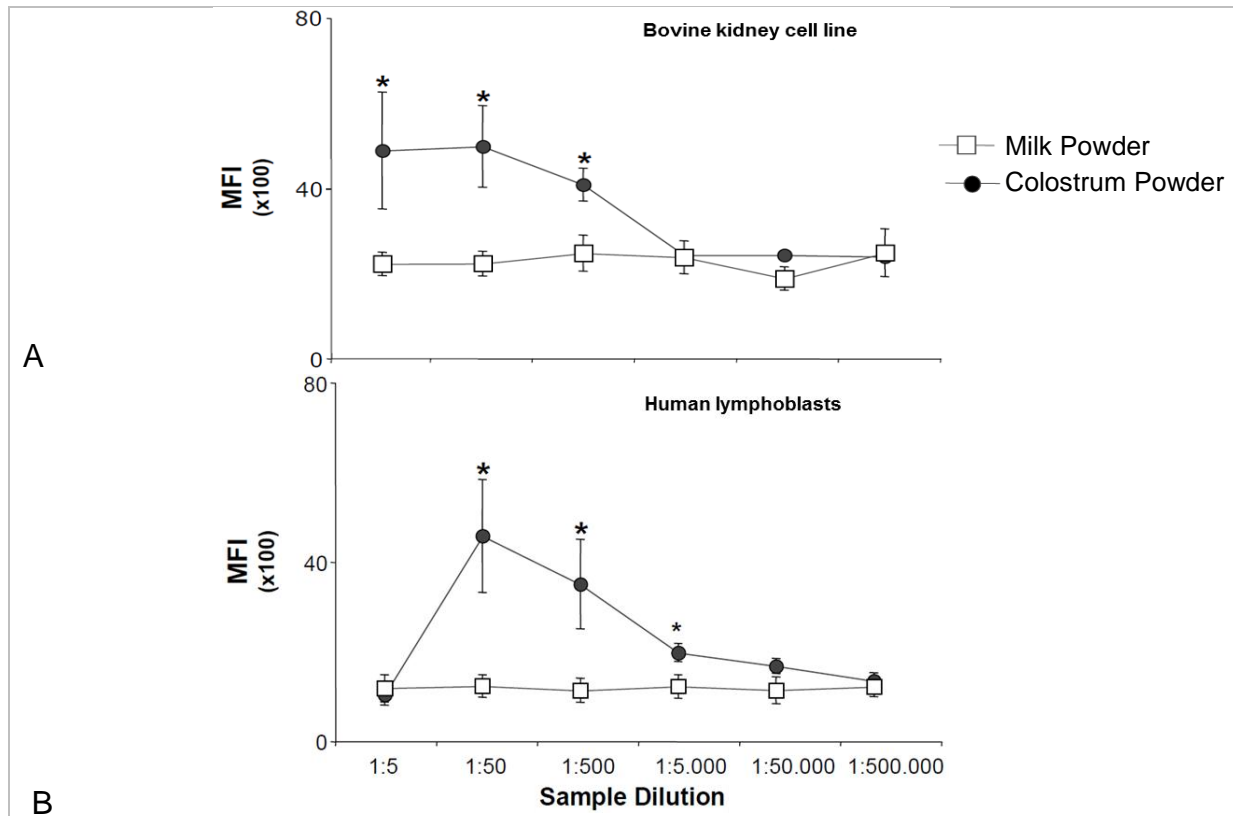 80
Bovine kidney cell line
*
*
*
Milk Powder
Colostrum Powder
MFI
(x100)
40
A
0
80
Human lymphoblasts
*
*
*
MFI
(x100)
40
0
1:5 1:50 1:500 1:5.000 1:50.000 1:500.000
Sample Dilution
B